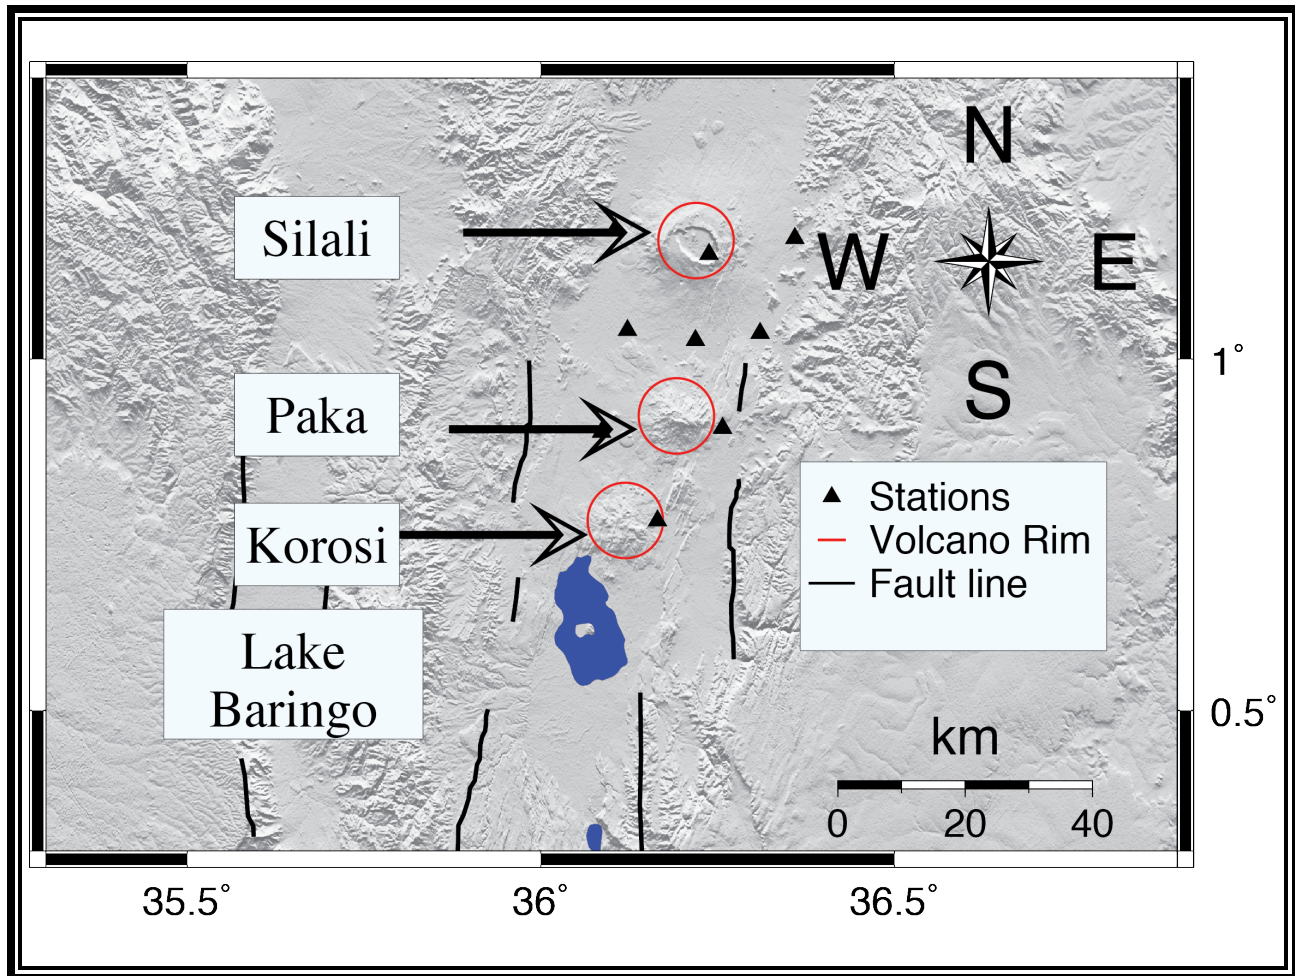 N
Silali
W
E
1°
S
Paka
Stations
Korosi
Volcano Rim
Fault line
Lake
Baringo
0.5°
km
0 20 40
35.5° 36° 36.5°